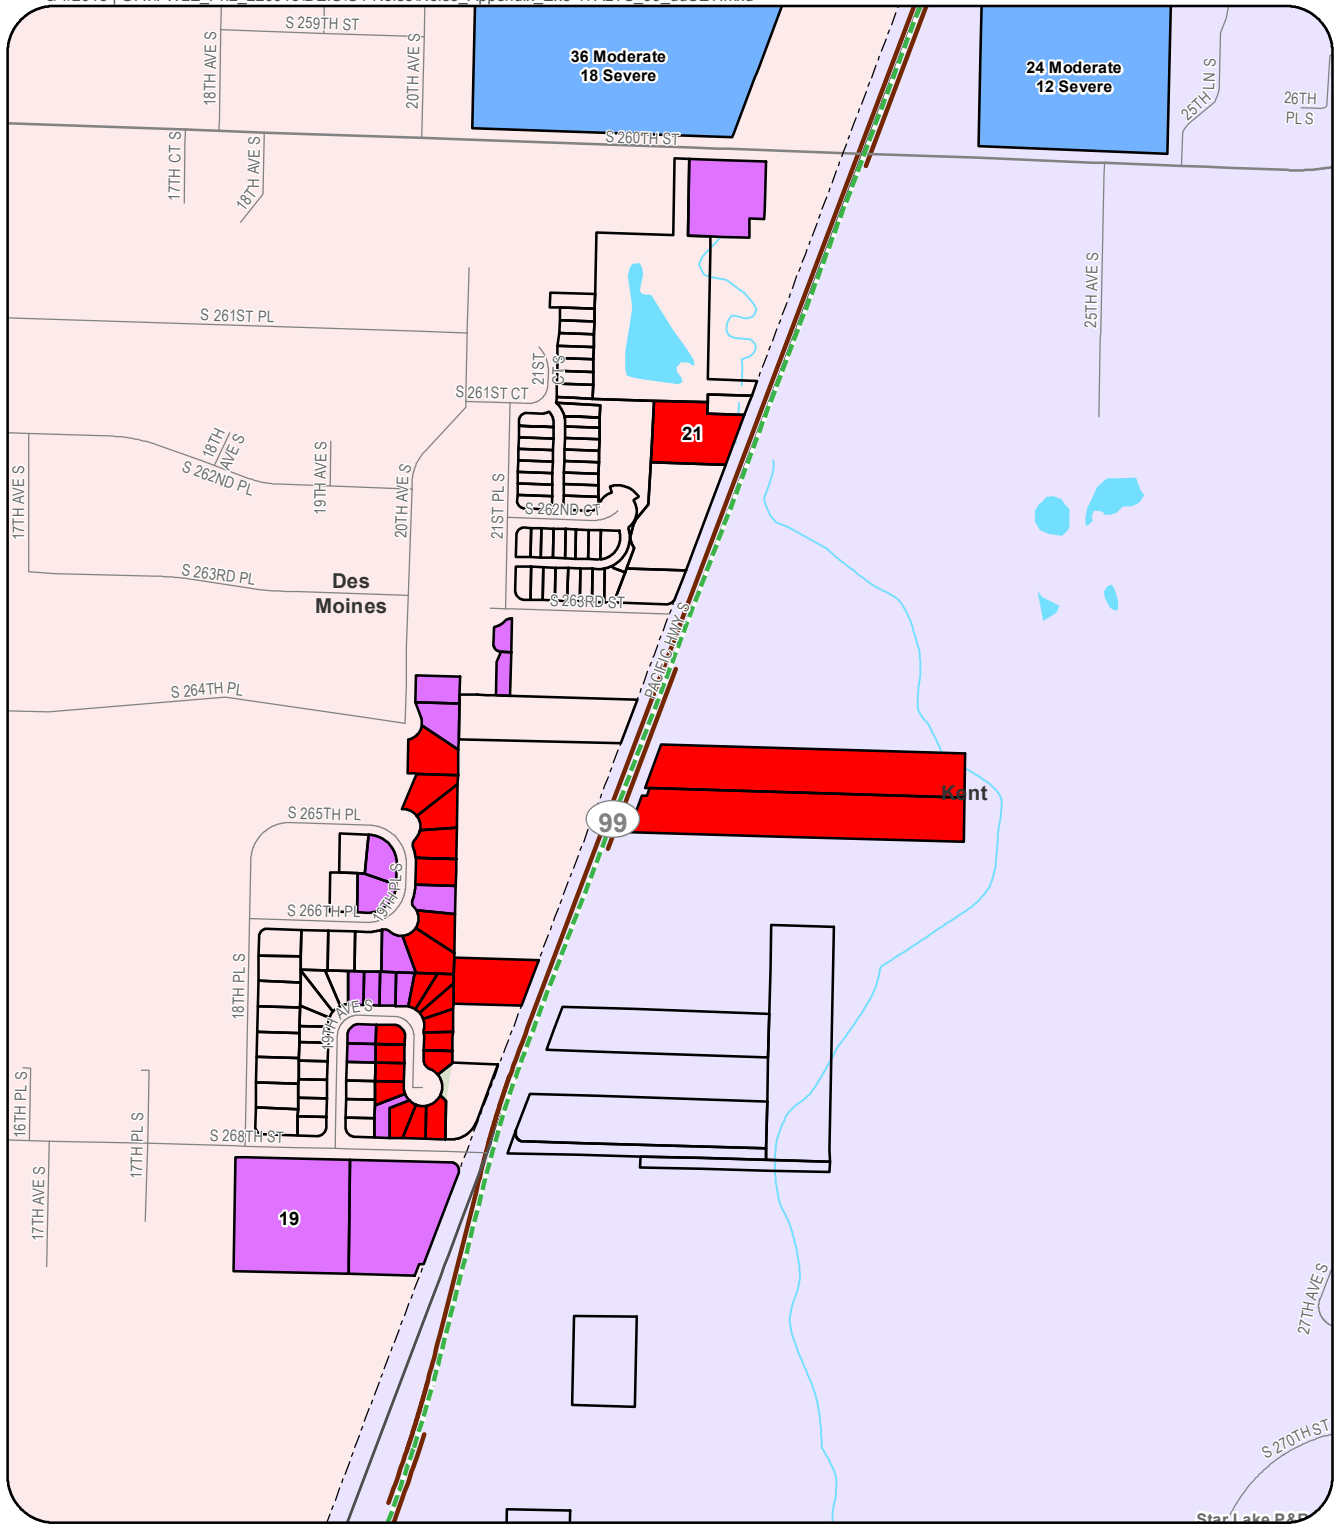 S 259TH ST
18TH AVE S
20TH AVE S
36 Moderate
18 Severe
24 Moderate
12 Severe
25TH LN S
26TH
PL S
S 260TH ST
17TH CT S
18TH AVE S
25TH AVE S
S 261ST PL
21ST
CT S
S 261ST CT
21
18TH
AVE S
S 262ND PL
19TH AVE S
17TH AVE S
20TH AVE S
21ST PL S
S 262ND CT
S 263RD PL
Des
Moines
S 263RD ST
PACIFIC HWY S
S 264TH PL
Kent
99
S 265TH PL
19TH PL S
S 266TH PL
18TH PL S
19TH AVE S
16TH PL S
17TH PL S
S 268TH ST
17TH AVE S
19
27TH AVE S
S 270TH ST
Star Lake P&R